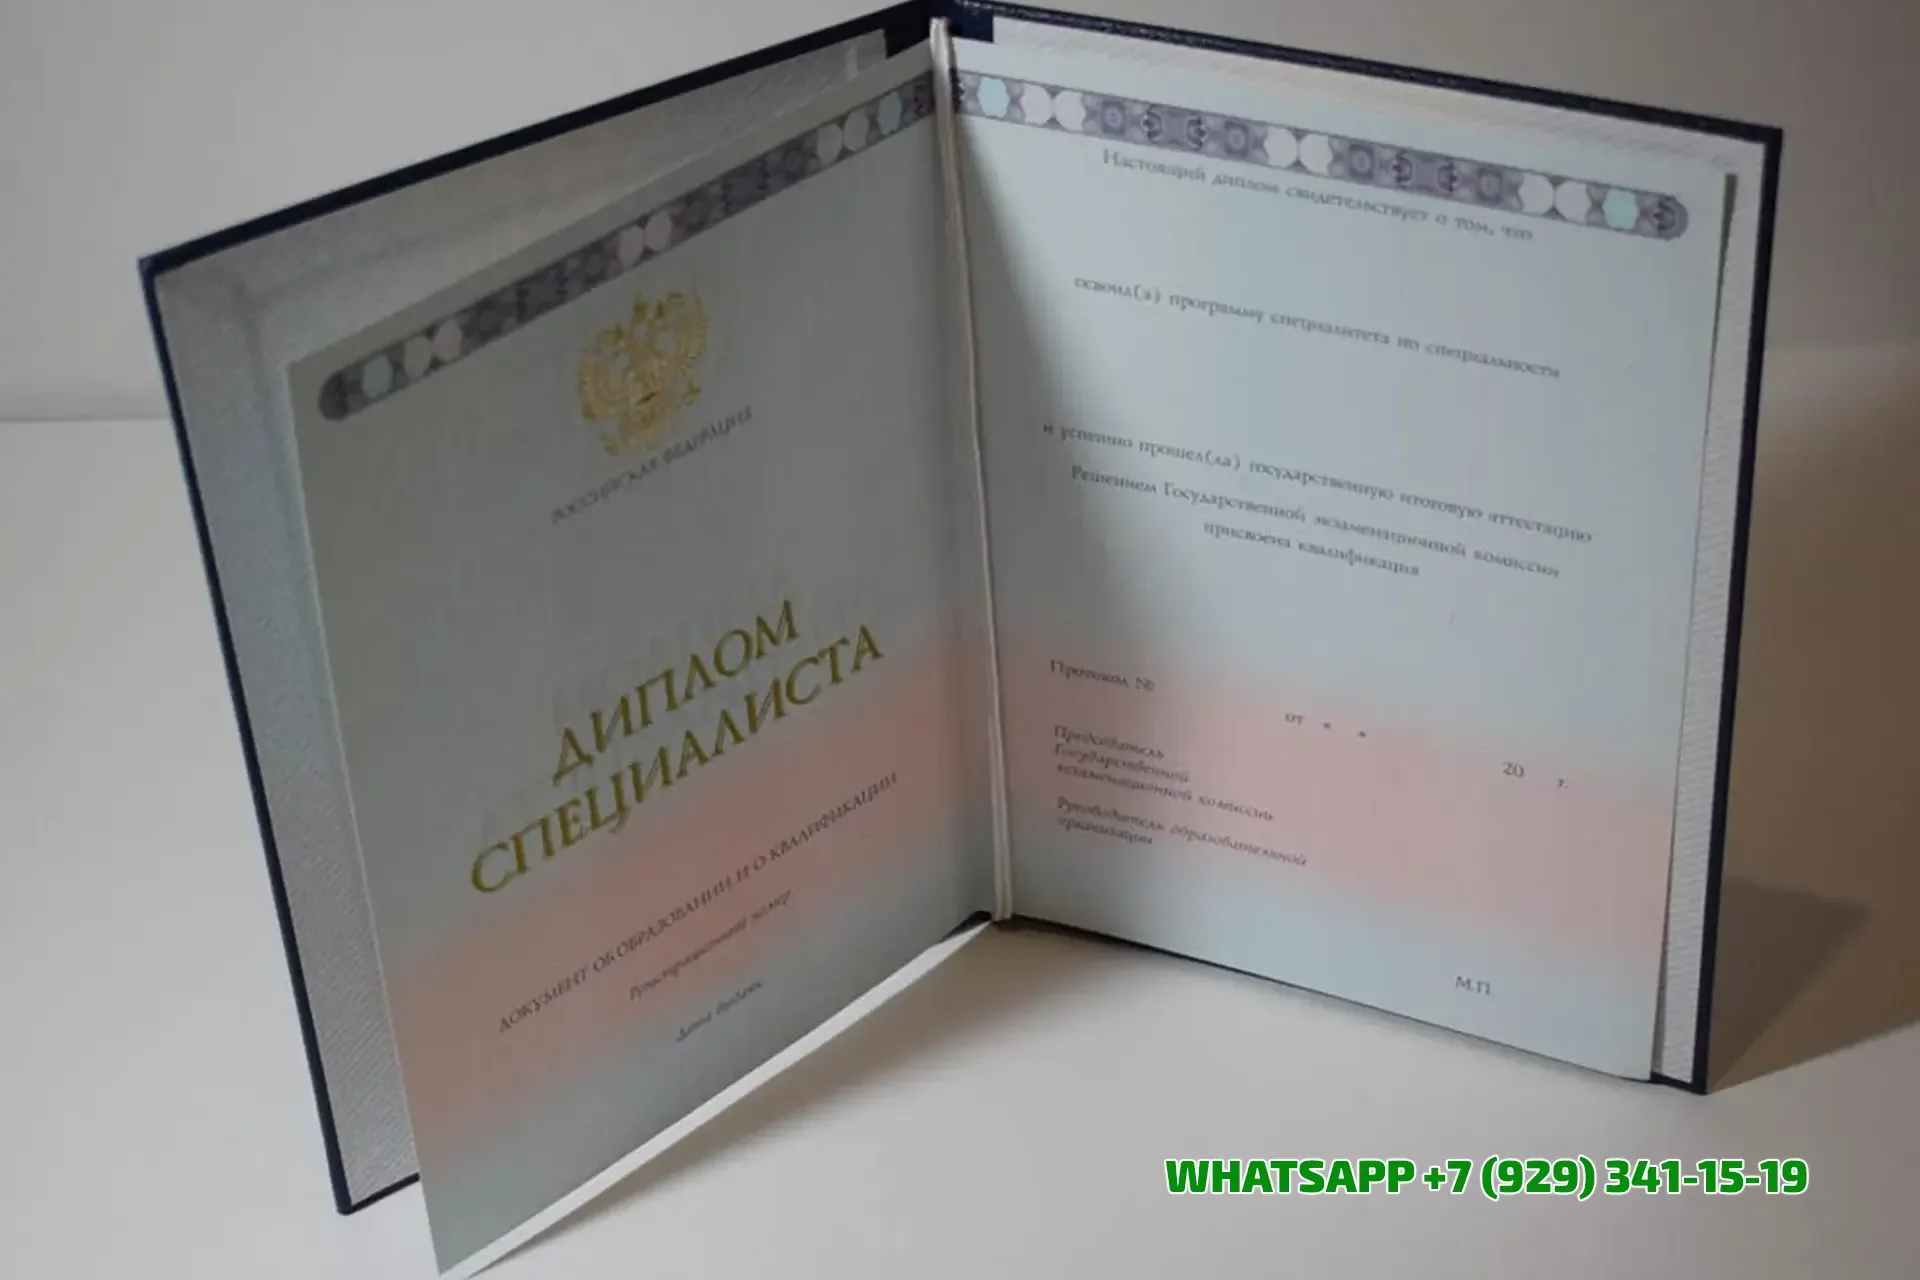 РОССИЙСКАЯ ФЕДЕРАЦИЯ
ДИПЛОМ
СПЕЦИАЛИСТА
ДОКУМЕНТ ОБ ОБРАЗОВАНИИ И О КВАЛИФИКАЦИИ
Регистрационный номер
Дата выдачи
Настоящий диплом свидетельствует о том, что
освоил(а) программу специалитета по специальности
и успешно прошел(ла) государственную итоговую аттестацию
Решением Государственной экзаменационной комиссии
присвоена квалификация
Протокол №
от « »
20 г.
Председатель
Государственной
экзаменационной комиссии
Руководитель образовательной
организации
М.П.
WHATSAPP +7 (929) 341-15-19